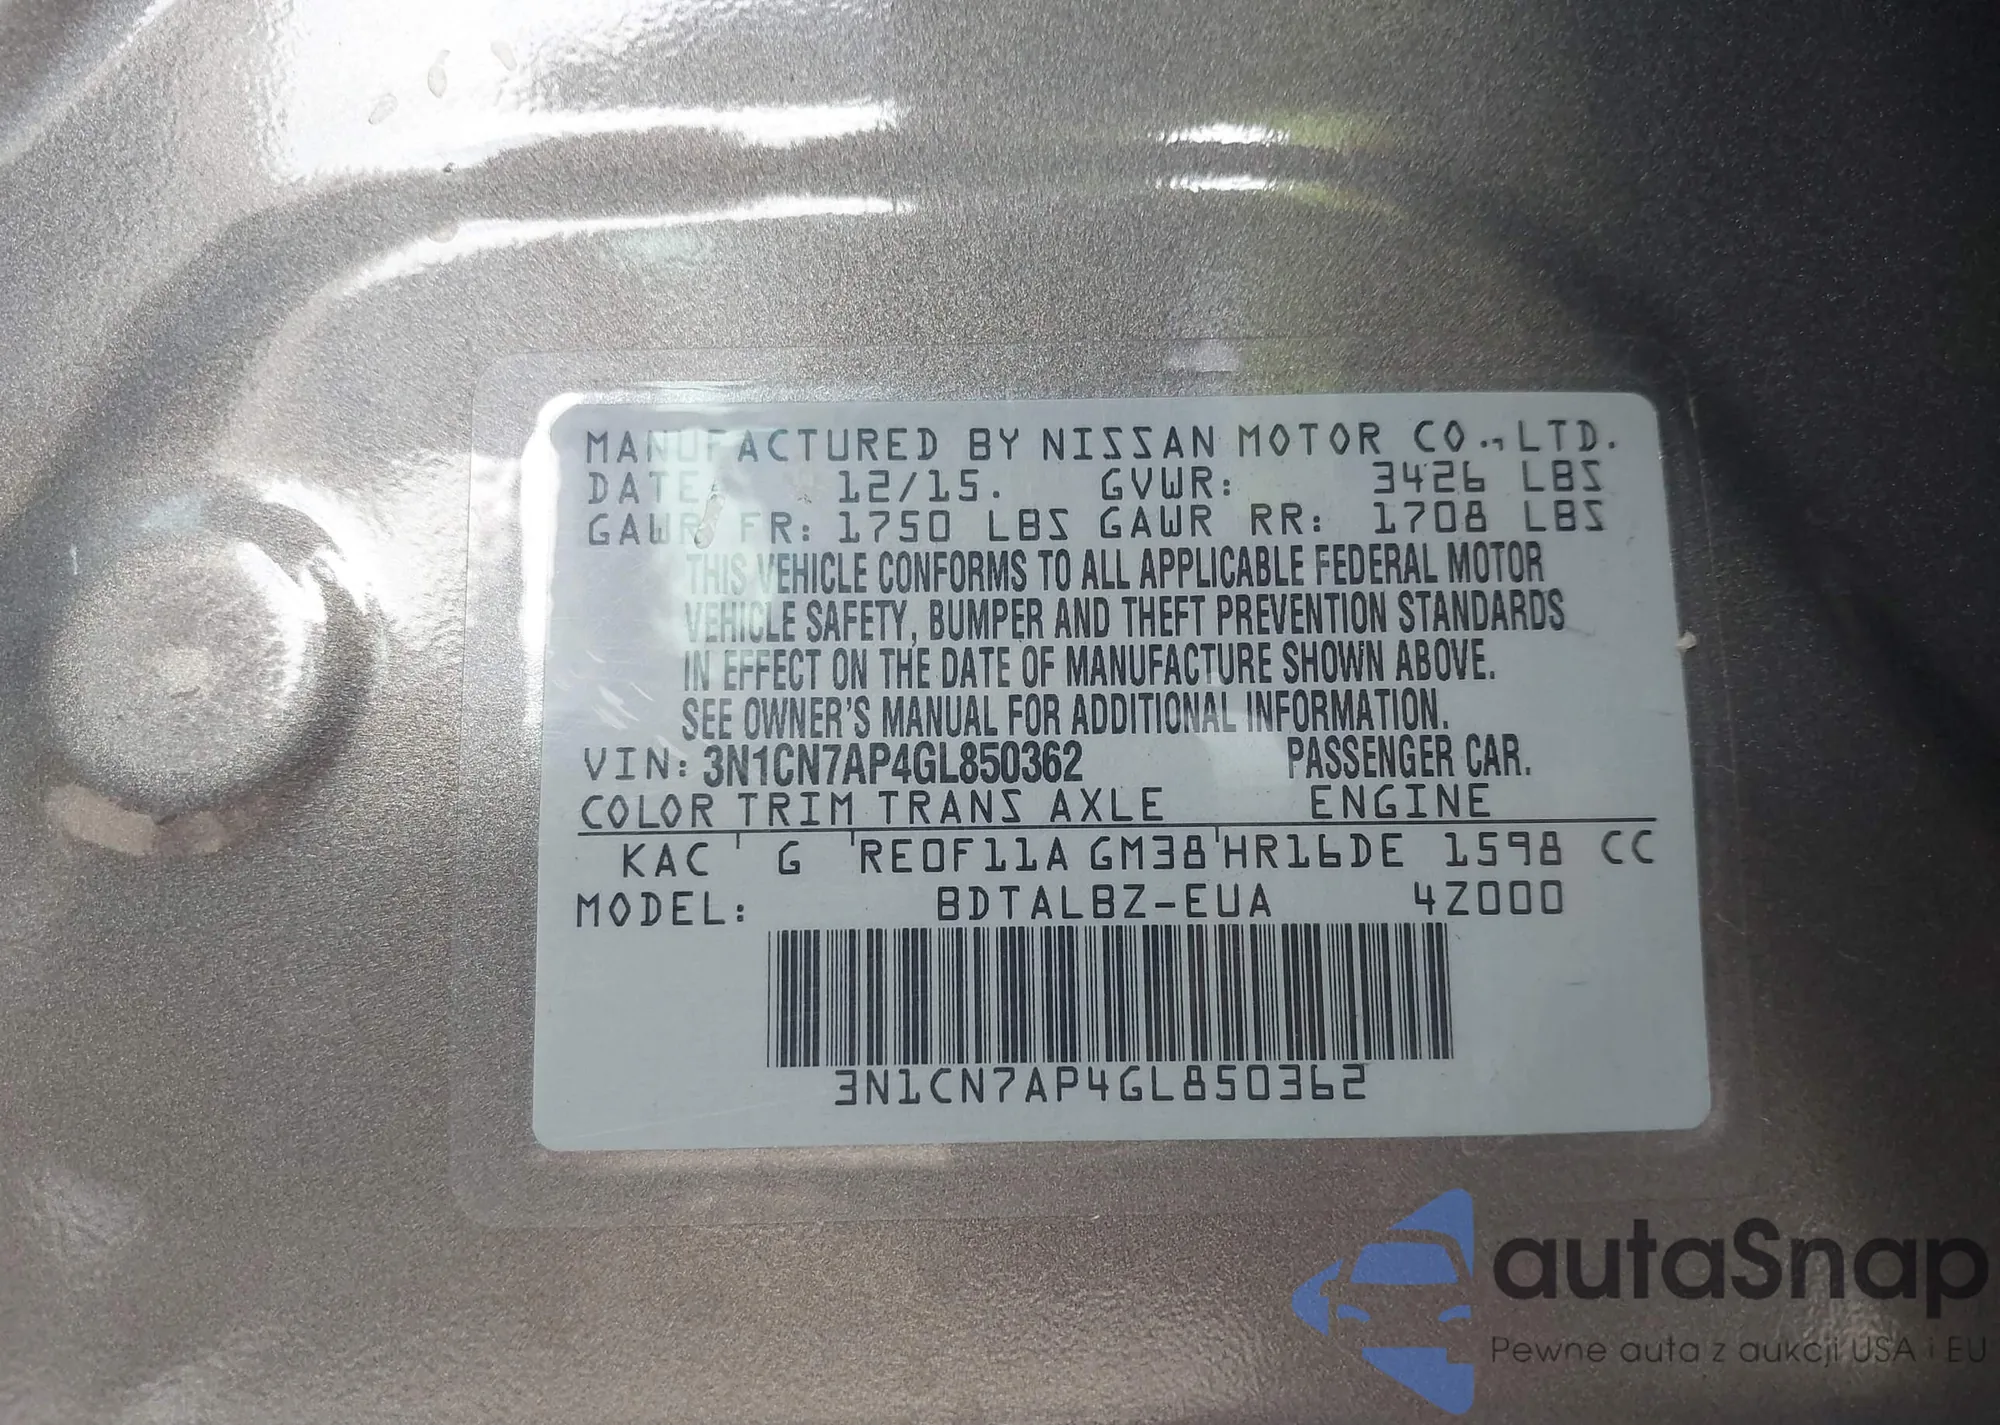 MANUFACTURED BY NISSAN MOTOR CO., LTD.
DATE: 12/15. GVWR: 3426 LBS
GAWR FR: 1750 LBS GAWR RR: 1708 LBS
THIS VEHICLE CONFORMS TO ALL APPLICABLE FEDERAL MOTOR
VEHICLE SAFETY, BUMPER AND THEFT PREVENTION STANDARDS
IN EFFECT ON THE DATE OF MANUFACTURE SHOWN ABOVE.
SEE OWNER'S MANUAL FOR ADDITIONAL INFORMATION.
VIN: 3N1CN7AP4GL850362 PASSENGER CAR.
COLOR TRIM TRANS AXLE ENGINE
KAC G RE0F11A GM38 HR16DE 1598 CC
MODEL: BDTALBZ-EUA 4Z000
3N1CN7AP4GL850362
autaSnap
Pewne auta z aukcji USA i EU